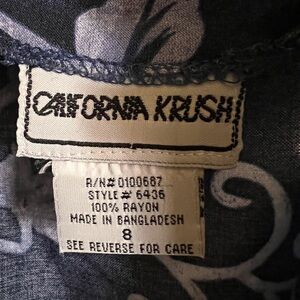 CALIFORNIA KRUSH
R/N# 0100687
STYLE# 6436
100% RAYON
MADE IN BANGLADESH
8
SEE REVERSE FOR CARE